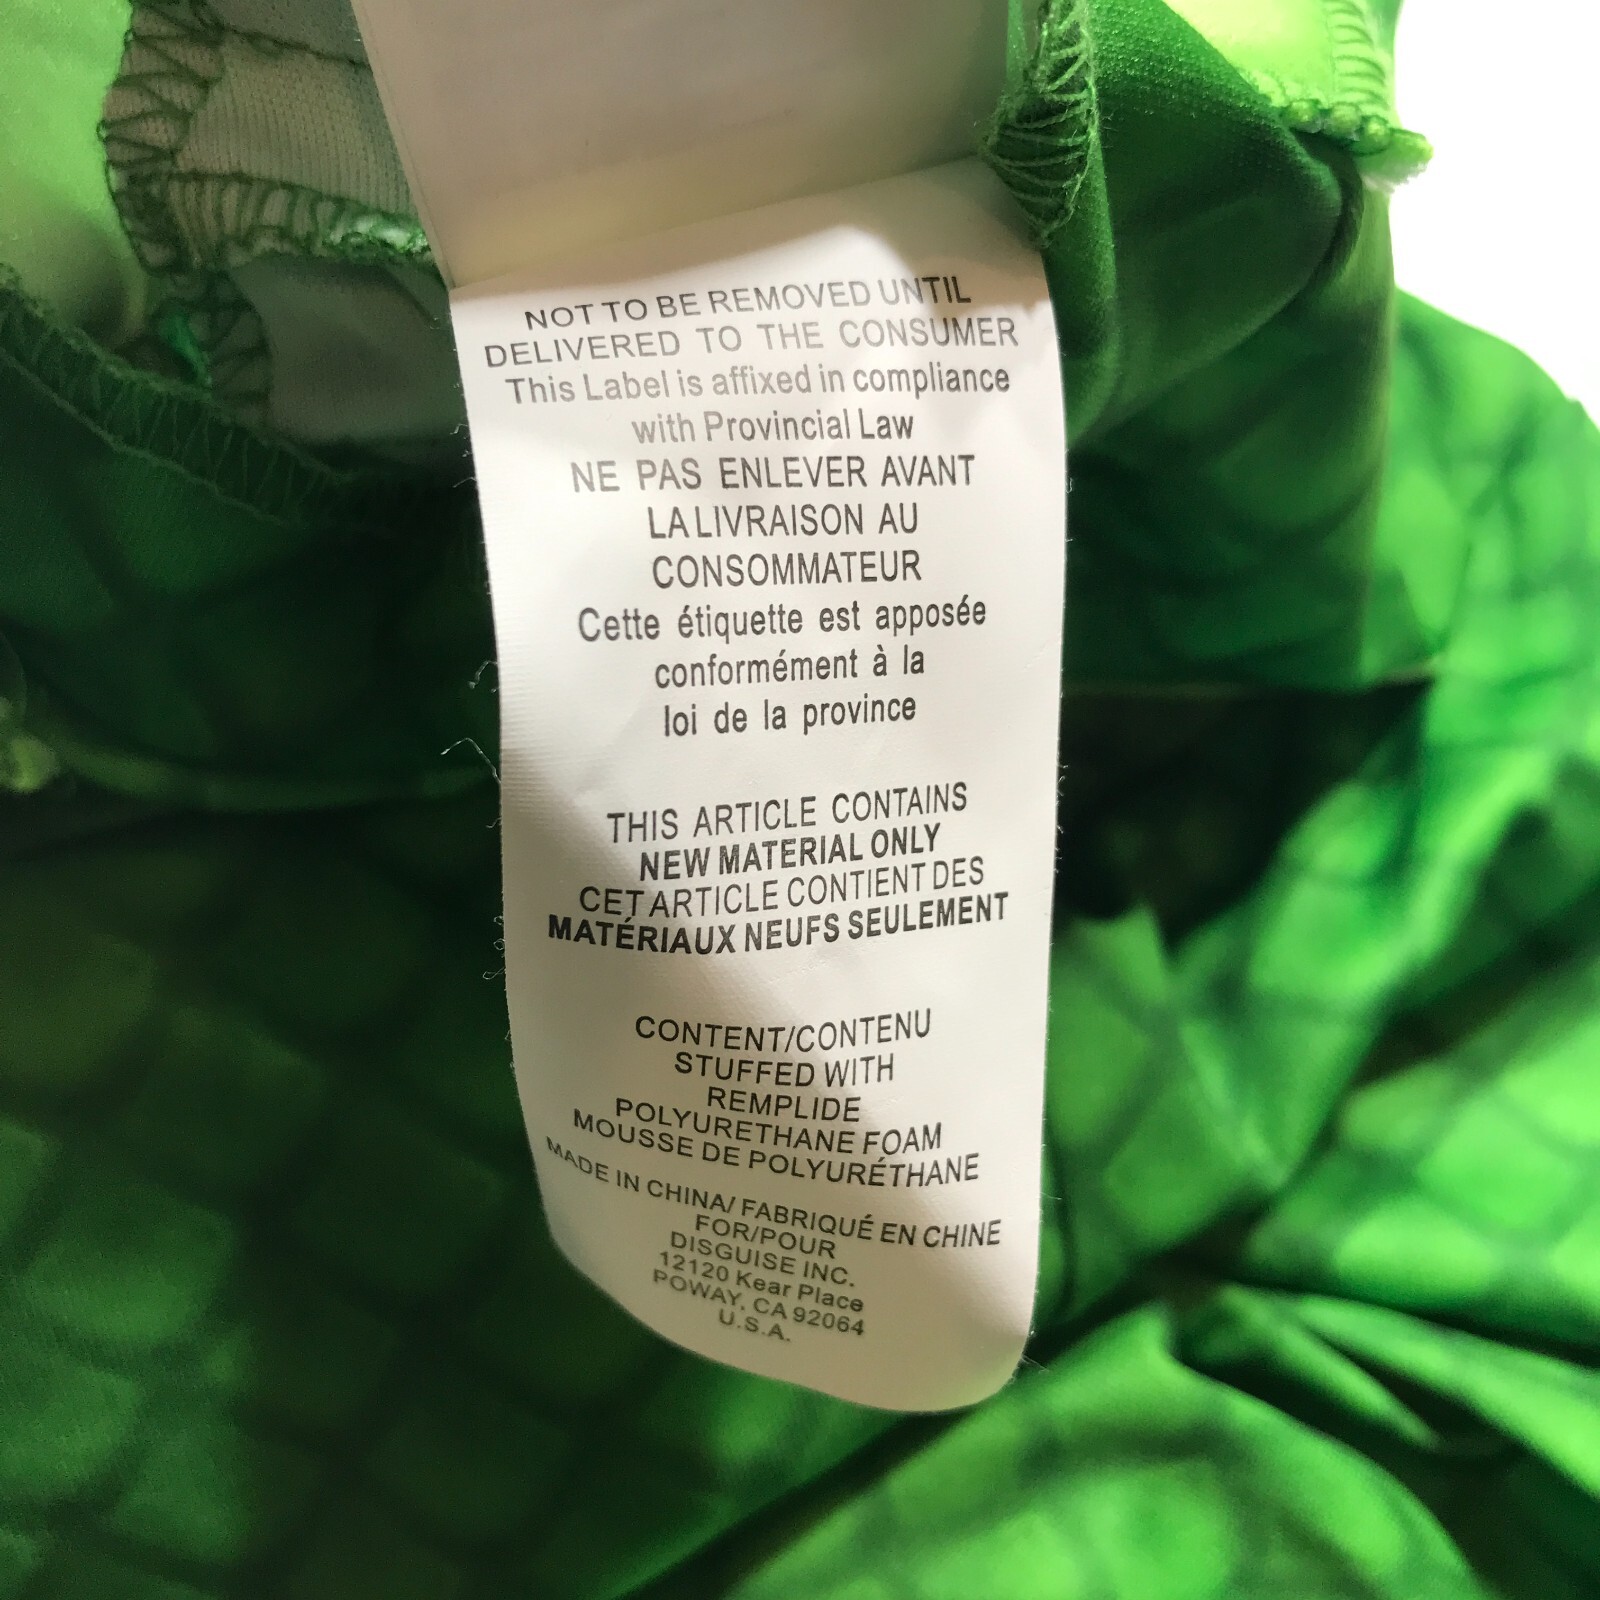 NOT TO BE REMOVED UNTIL
DELIVERED TO THE CONSUMER
This Label is affixed in compliance
with Provincial Law
NE PAS ENLEVER AVANT
LA LIVRAISON AU
CONSOMMATEUR
Cette étiquette est apposée
conformément à la
loi de la province
THIS ARTICLE CONTAINS
NEW MATERIAL ONLY
CET ARTICLE CONTIENT DES
MATÉRIAUX NEUFS SEULEMENT
CONTENT/CONTENU
STUFFED WITH
REMPLIDE
POLYURETHANE FOAM
MOUSSE DE POLYURÉTHANE
MADE IN CHINA/ FABRIQUÉ EN CHINE
FOR/POUR
DISGUISE INC.
12120 Kear Place
POWAY, CA 92064
U.S.A.